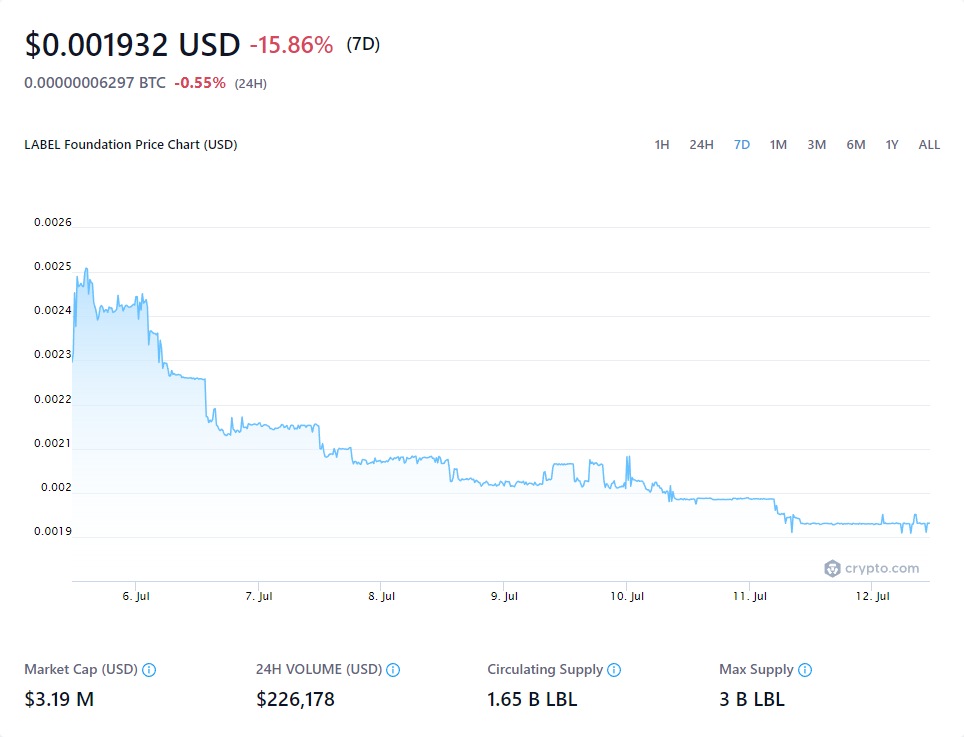 $0.001932 USD -15.86% (7D)
0.00000006297 BTC -0.55% (24H)
LABEL Foundation Price Chart (USD) 1H 24H 7D 1M 3M 6M 1Y ALL
0.0026
0.0025
0.0024
0.0023
0.0022
0.0021
0.002
0.0019
crypto.com
6. Jul 7. Jul 8. Jul 9. Jul 10. Jul 11. Jul 12. Jul
Market Cap (USD) 24H VOLUME (USD) Circulating Supply Max Supply
$3.19 M $226,178 1.65 B LBL 3 B LBL